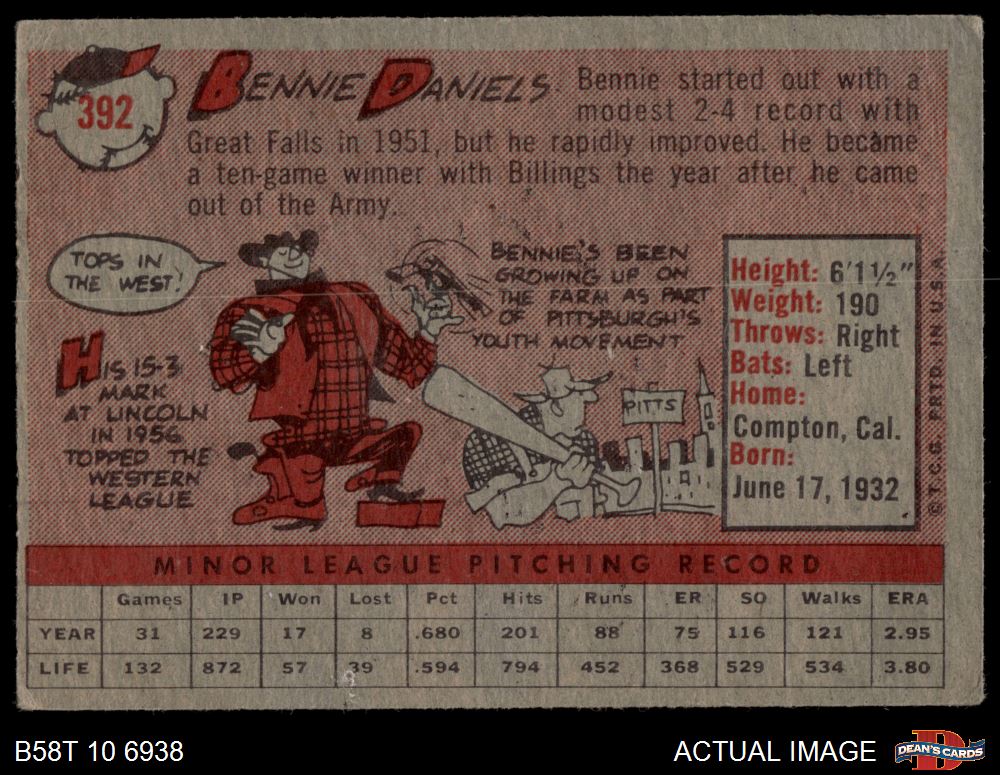 392
BENNIE DANIELS Bennie started out with a
modest 2-4 record with
Great Falls in 1951, but he rapidly improved. He became
a ten-game winner with Billings the year after he came
out of the Army.
TOPS IN
THE WEST!
HIS 15-3
MARK
AT LINCOLN
IN 1956
TOPPED THE
WESTERN
LEAGUE
BENNIE'S BEEN
GROWING UP ON
THE FARM AS PART
OF PITTSBURGH'S
YOUTH MOVEMENT
PITTS
Height: 6'1½"
Weight: 190
Throws: Right
Bats: Left
Home:
Compton, Cal.
Born:
June 17, 1932
© T.C.G. PRTD. IN U.S.A.
MINOR LEAGUE PITCHING RECORD
Games IP Won Lost Pct Hits Runs ER SO Walks ERA
YEAR 31 229 17 8 .680 201 88 75 116 121 2.95
LIFE 132 872 57 39 .594 794 452 368 529 534 3.80
B58T 10 6938
ACTUAL IMAGE
DEAN'S CARDS